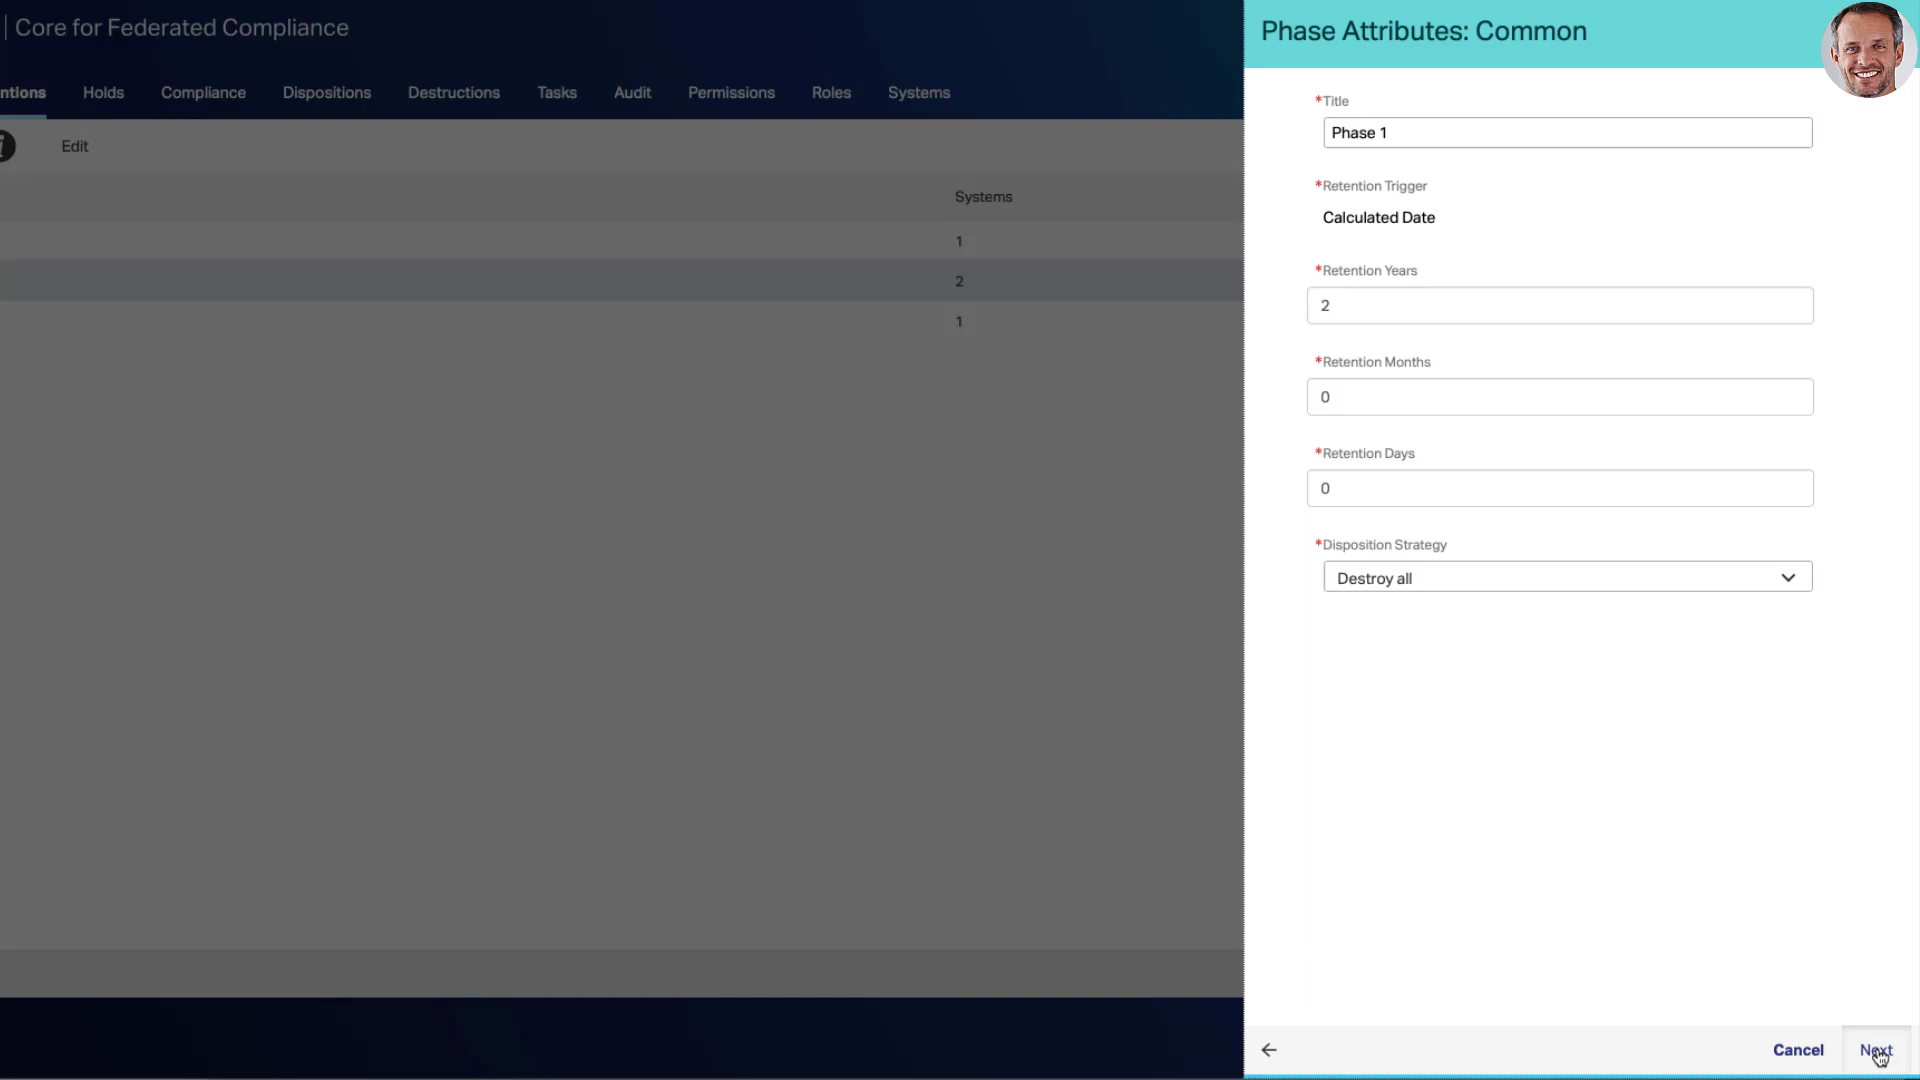 Core for Federated Compliance
ntions Holds Compliance Dispositions Destructions Tasks Audit Permissions Roles Systems
Edit
Systems
1
2
1
Phase Attributes: Common
*Title
Phase 1
*Retention Trigger
Calculated Date
*Retention Years
2
*Retention Months
0
*Retention Days
0
*Disposition Strategy
Destroy all
Cancel Next